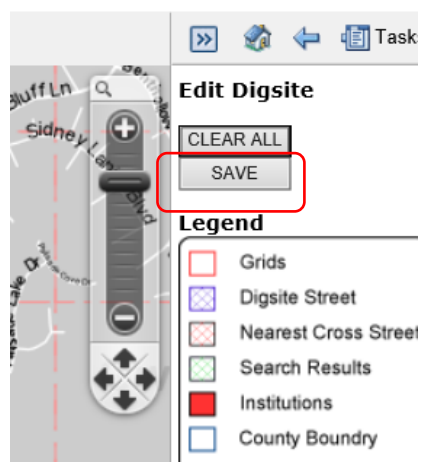 Task
Bluff Ln
Sidney La
Blvd
Dr
Edit Digsite
CLEAR ALL
SAVE
Legend
Grids
Digsite Street
Nearest Cross Street
Search Results
Institutions
County Boundry